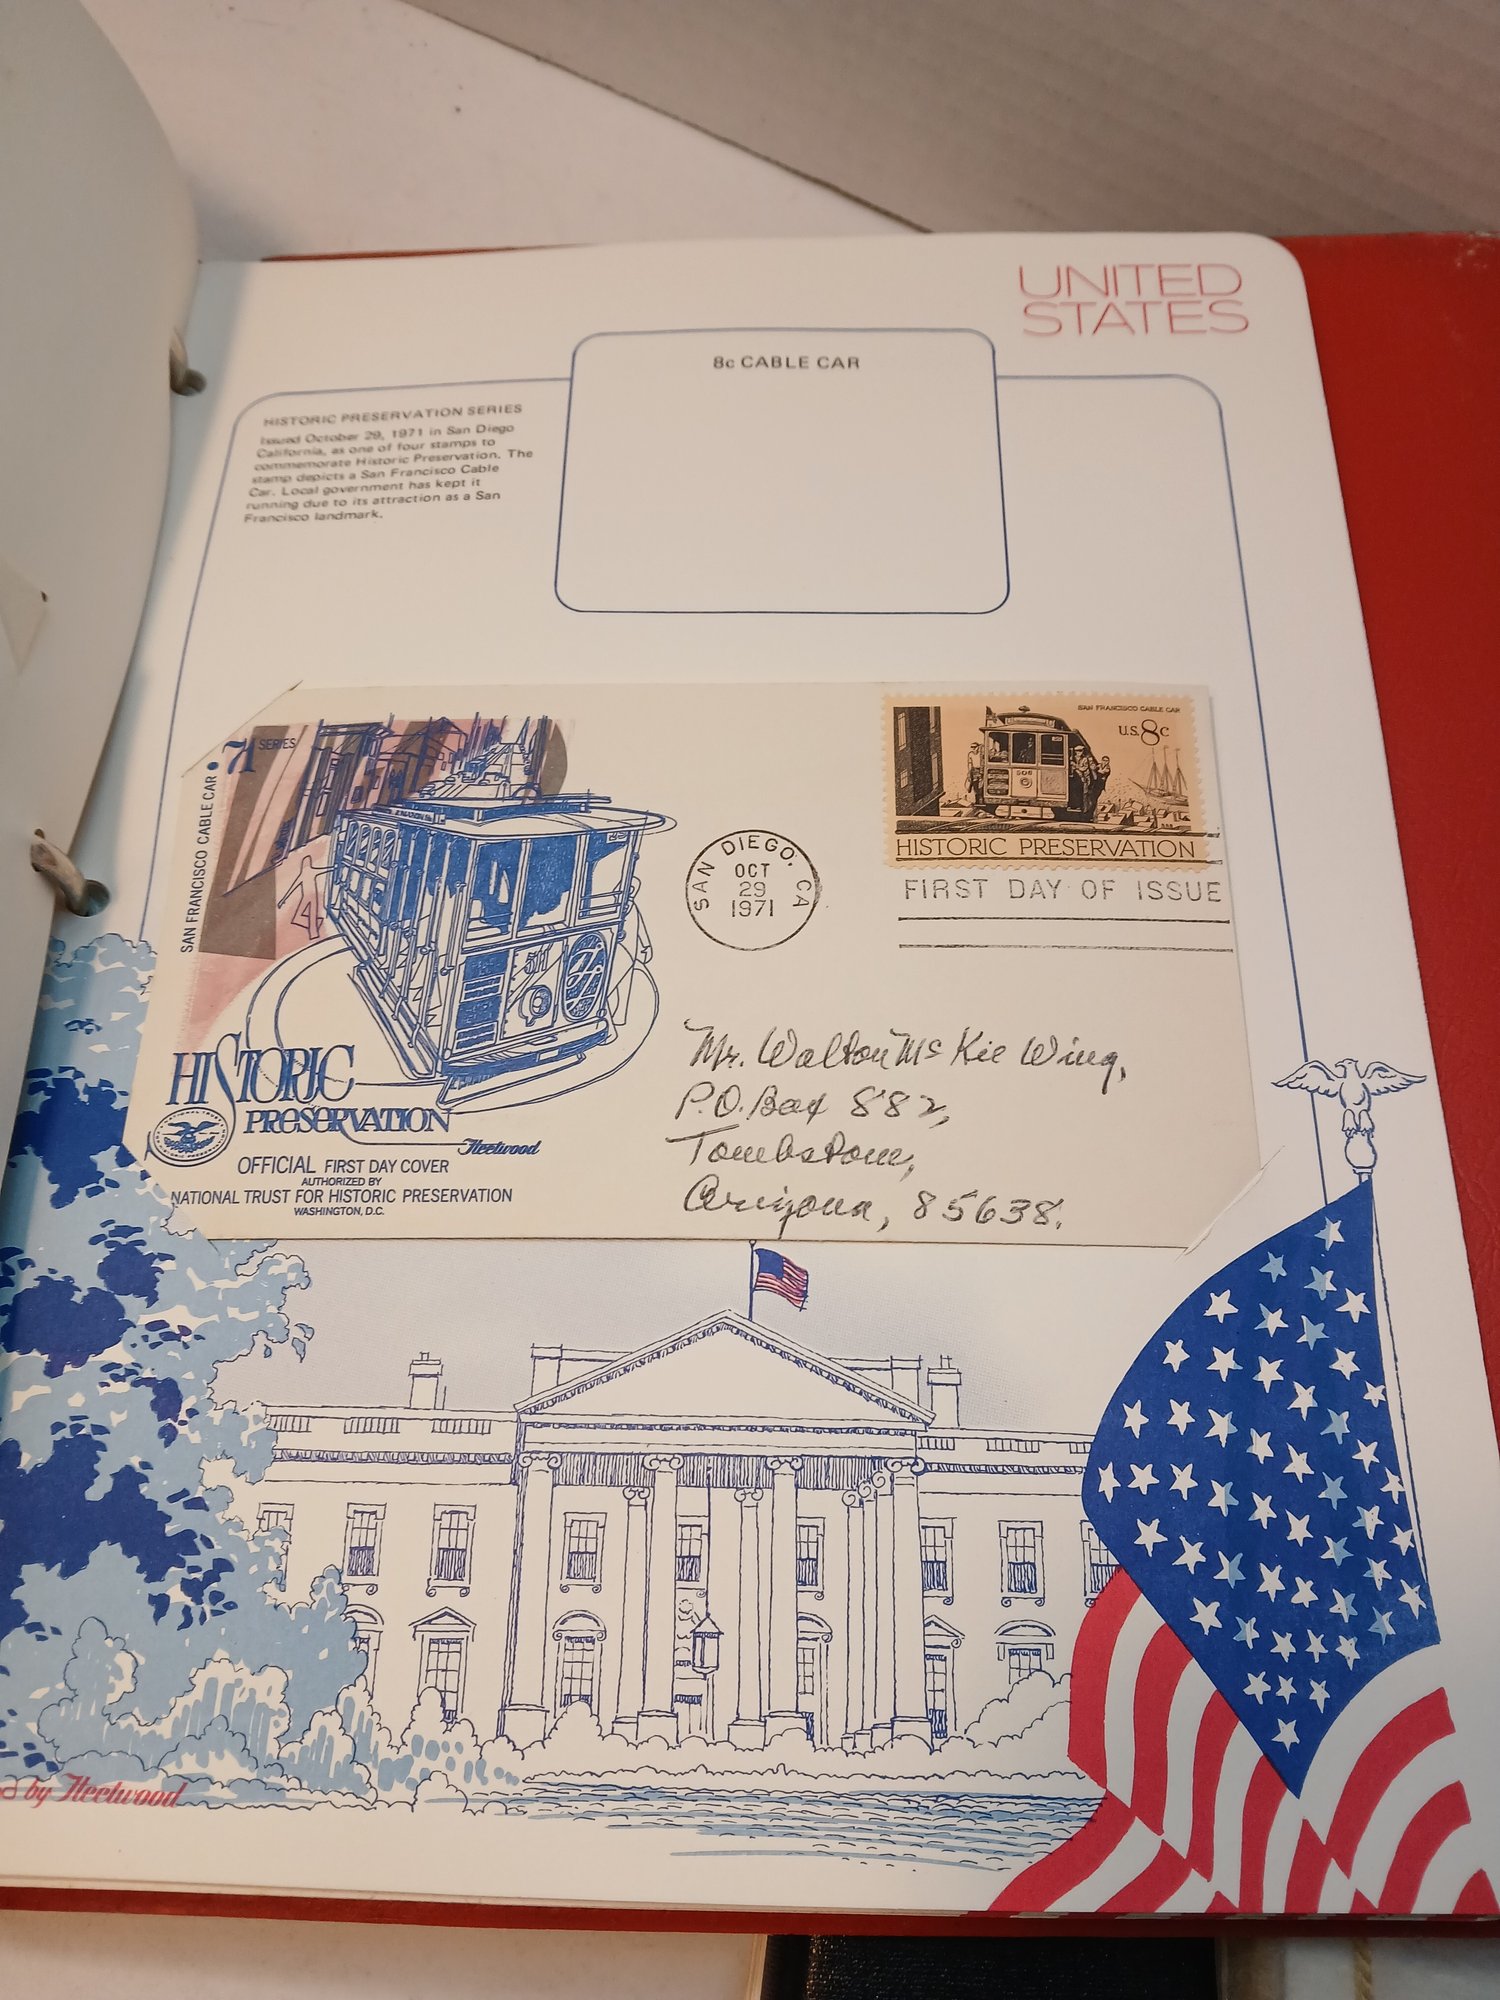 UNITED
STATES
8c CABLE CAR
HISTORIC PRESERVATION SERIES
Issued October 29, 1971 in San Diego
California, as one of four stamps to
commemorate Historic Preservation. The
stamp depicts a San Francisco Cable
Car. Local government has kept it
running due to its attraction as a San
Francisco landmark.
SAN FRANCISCO CABLE CAR • 71 SERIES
511
HISTORIC
PRESERVATION
Fleetwood
OFFICIAL FIRST DAY COVER
AUTHORIZED BY
NATIONAL TRUST FOR HISTORIC PRESERVATION
WASHINGTON, D.C.
SAN DIEGO, CA
OCT
29
1971
SAN FRANCISCO CABLE CAR
U.S. 8c
506
HISTORIC PRESERVATION
FIRST DAY OF ISSUE
Mr. Walton McKie Wing,
P.O. Box 882,
Tombstone,
Arizona, 85638.
by Fleetwood